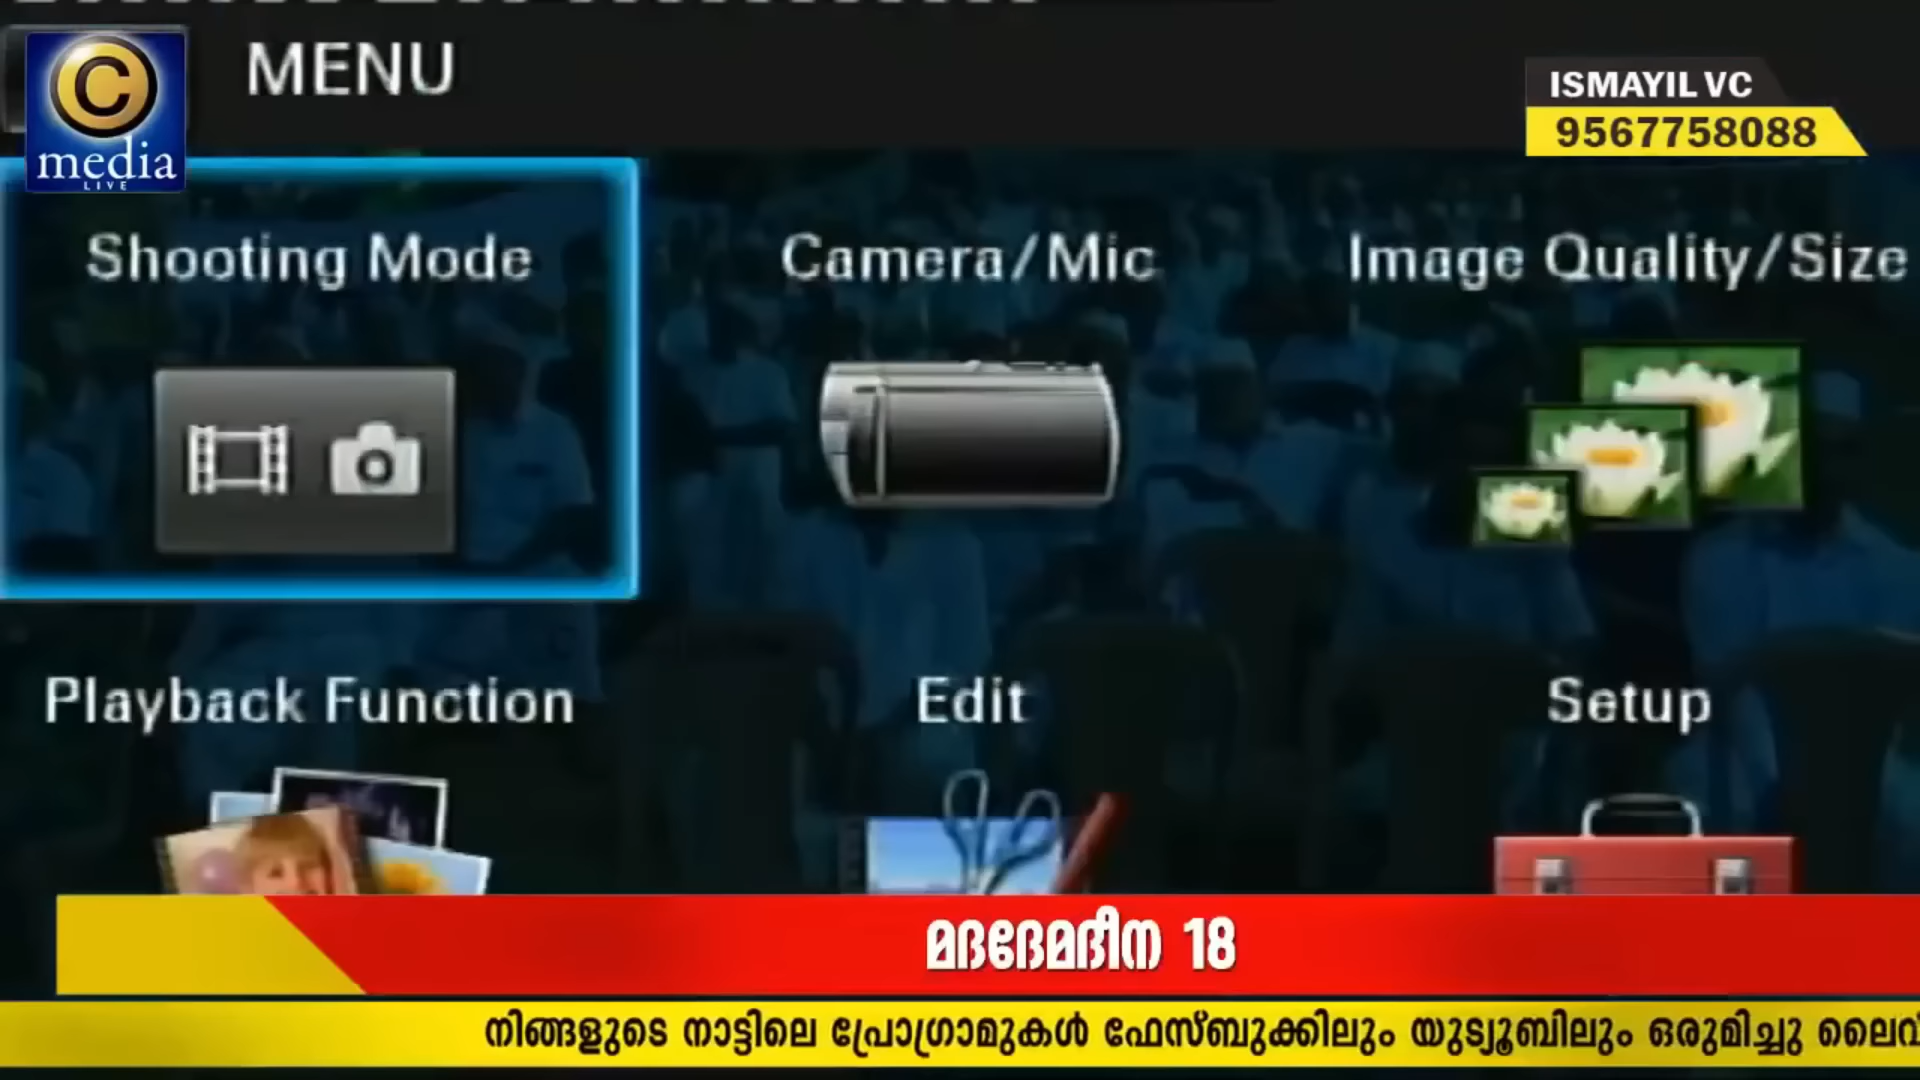 C
media
LIVE
MENU
ISMAYIL VC
9567758088
Shooting Mode
Camera/Mic
Image Quality/Size
Playback Function
Edit
Setup
മദദേമദീന 18
നിങ്ങളുടെ നാട്ടിലെ പ്രോഗ്രാമുകൾ ഫേസ്ബുക്കിലും യുട്യൂബിലും ഒരുമിച്ചു ലൈവ്